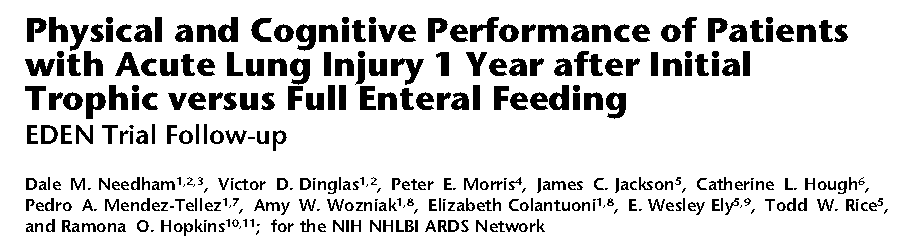 Physical and Cognitive Performance of Patients
with Acute Lung Injury 1 Year after Initial
Trophic versus Full Enteral Feeding
EDEN Trial Follow-up
Dale M. Needham1,2,3, Victor D. Dinglas1,2, Peter E. Morris4, James C. Jackson5, Catherine L. Hough6,
Pedro A. Mendez-Tellez1,7, Amy W. Wozniak1,8, Elizabeth Colantuoni1,8, E. Wesley Ely5,9, Todd W. Rice5,
and Ramona O. Hopkins10,11; for the NIH NHLBI ARDS Network